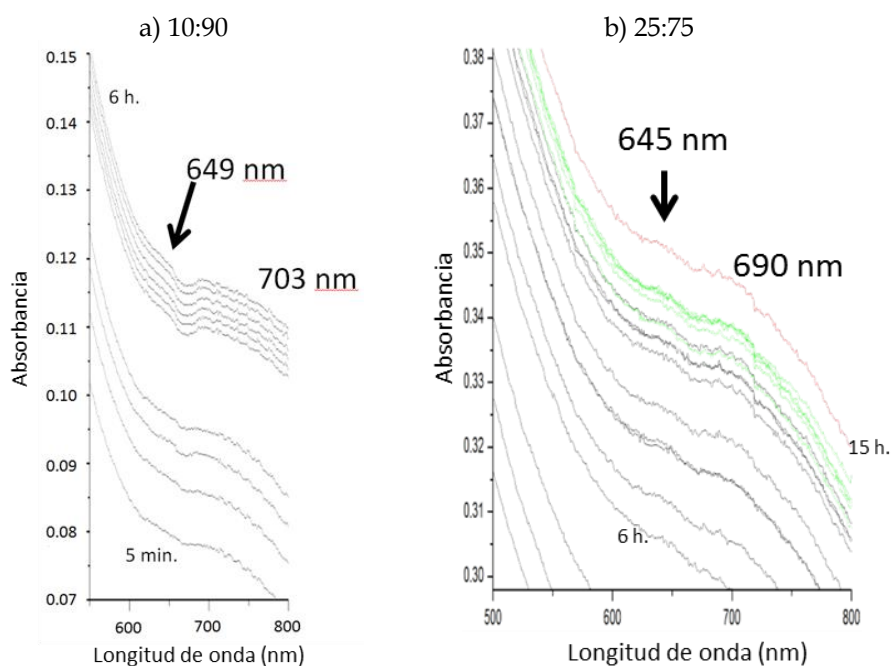 a) 10:90
0.15
0.14
0.13
0.12
0.11
0.10
0.09
0.08
0.07
Absorbancia
6 h.
649 nm
703 nm
5 min.
600
700
800
Longitud de onda (nm)
b) 25:75
0.38
0.37
0.36
0.35
0.34
0.33
0.32
0.31
0.30
Absorbancia
645 nm
690 nm
15 h.
6 h.
500
600
700
800
Longitud de onda (nm)